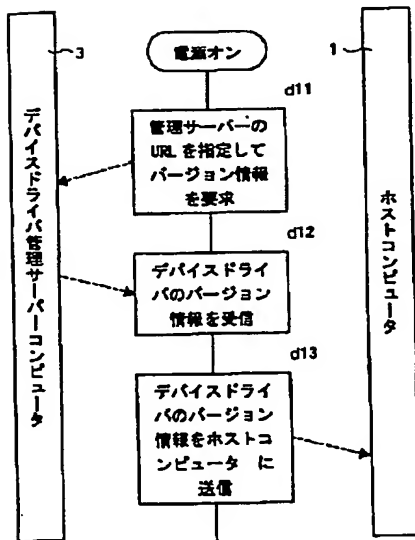 3
電源オン
1
d11
管理サーバーの
URLを指定して
バージョン情報
を要求
d12
デバイスドライ
バのバージョン
情報を受信
d13
デバイスドライ
バのバージョン
情報をホストコ
ンピュータ に
送信
デバイスドライバ管理サーバーコンピュータ
ホストコンピュータ